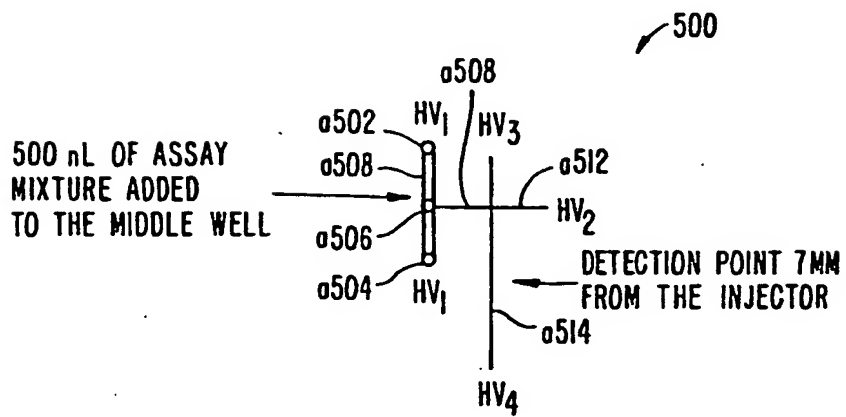 500
a508
HV1
HV3
a502
a508
a512
500 nL OF ASSAY
MIXTURE ADDED
TO THE MIDDLE WELL
HV2
a506
a504
HV1
DETECTION POINT 7MM
FROM THE INJECTOR
a514
HV4